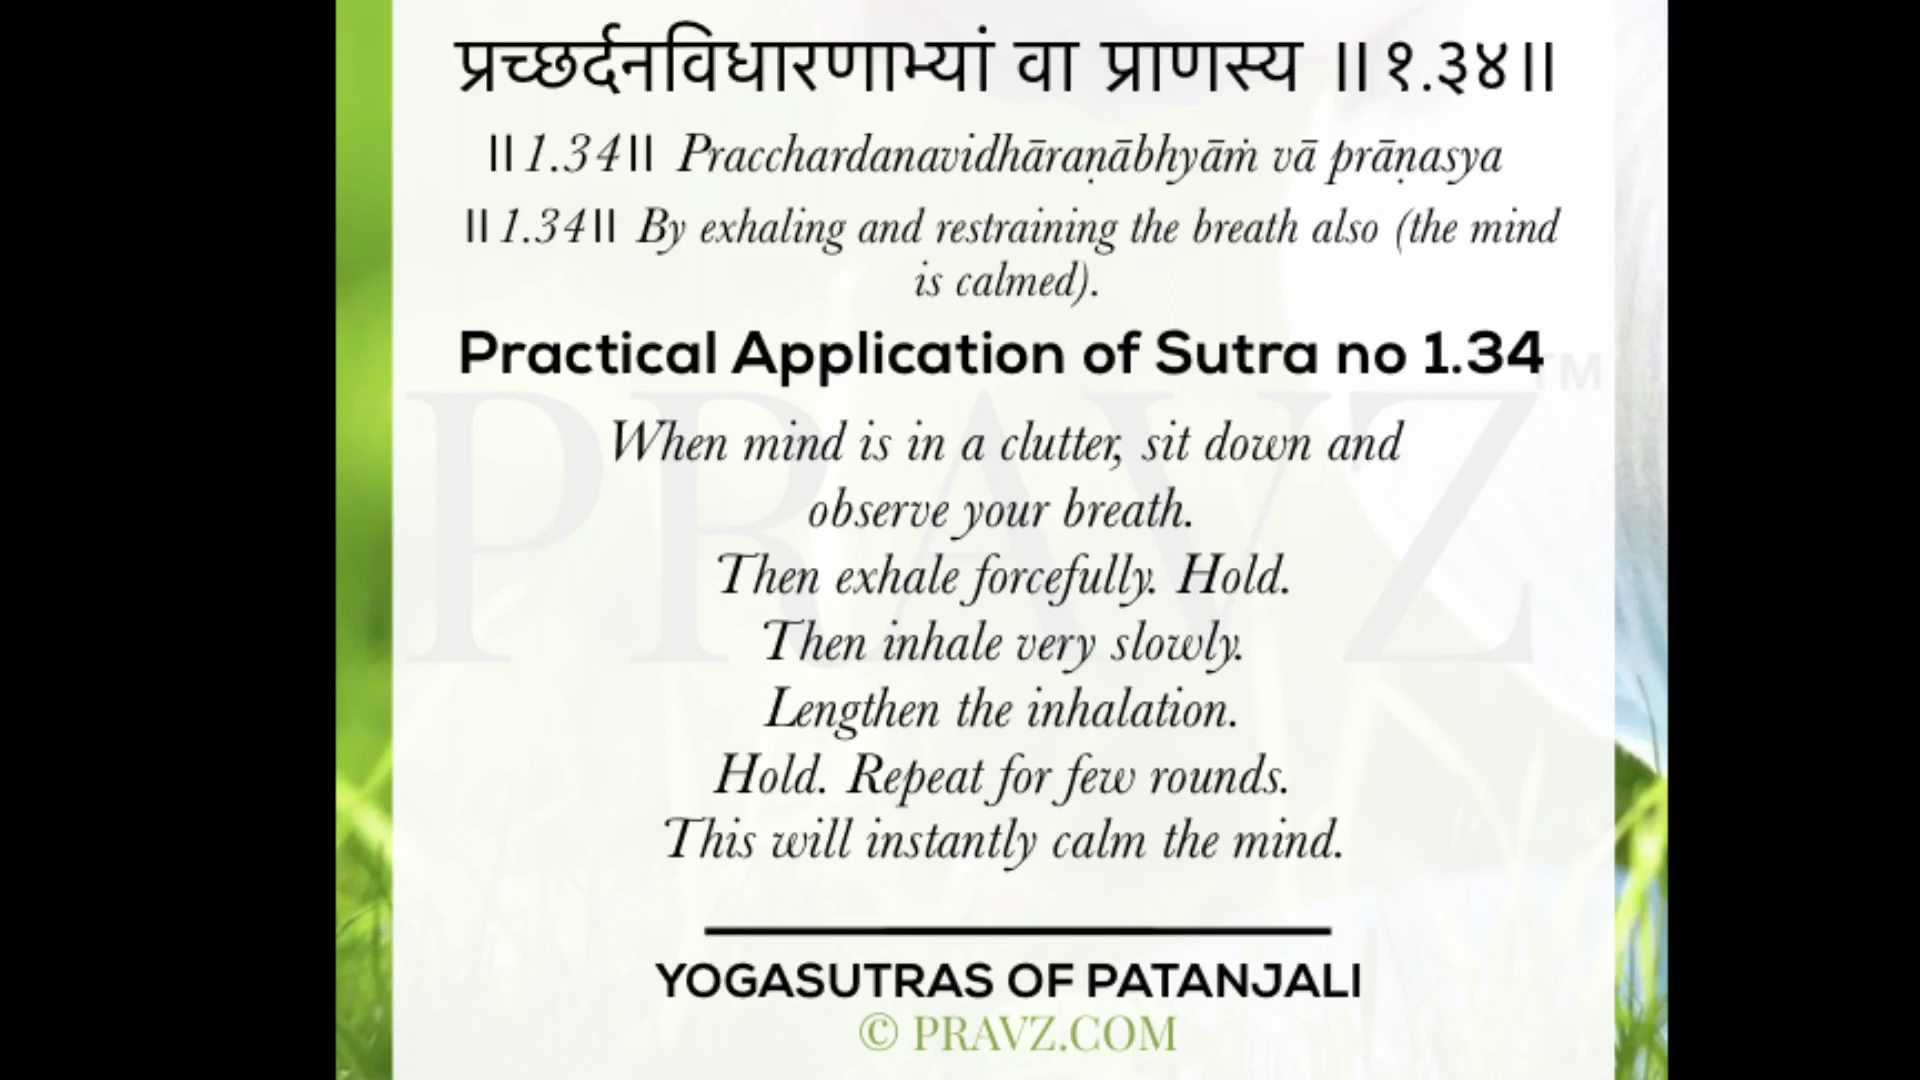 प्रच्छर्दनविधारणाभ्यां वा प्राणस्य ॥१.३४॥
॥1.34॥ Pracchardanavidhāraṇābhyāṁ vā prāṇasya
॥1.34॥ By exhaling and restraining the breath also (the mind
is calmed).
Practical Application of Sutra no 1.34
PRAVZ™
When mind is in a clutter, sit down and
observe your breath.
Then exhale forcefully. Hold.
Then inhale very slowly.
Lengthen the inhalation.
Hold. Repeat for few rounds.
This will instantly calm the mind.
YOGASUTRAS OF PATANJALI
© PRAVZ.COM